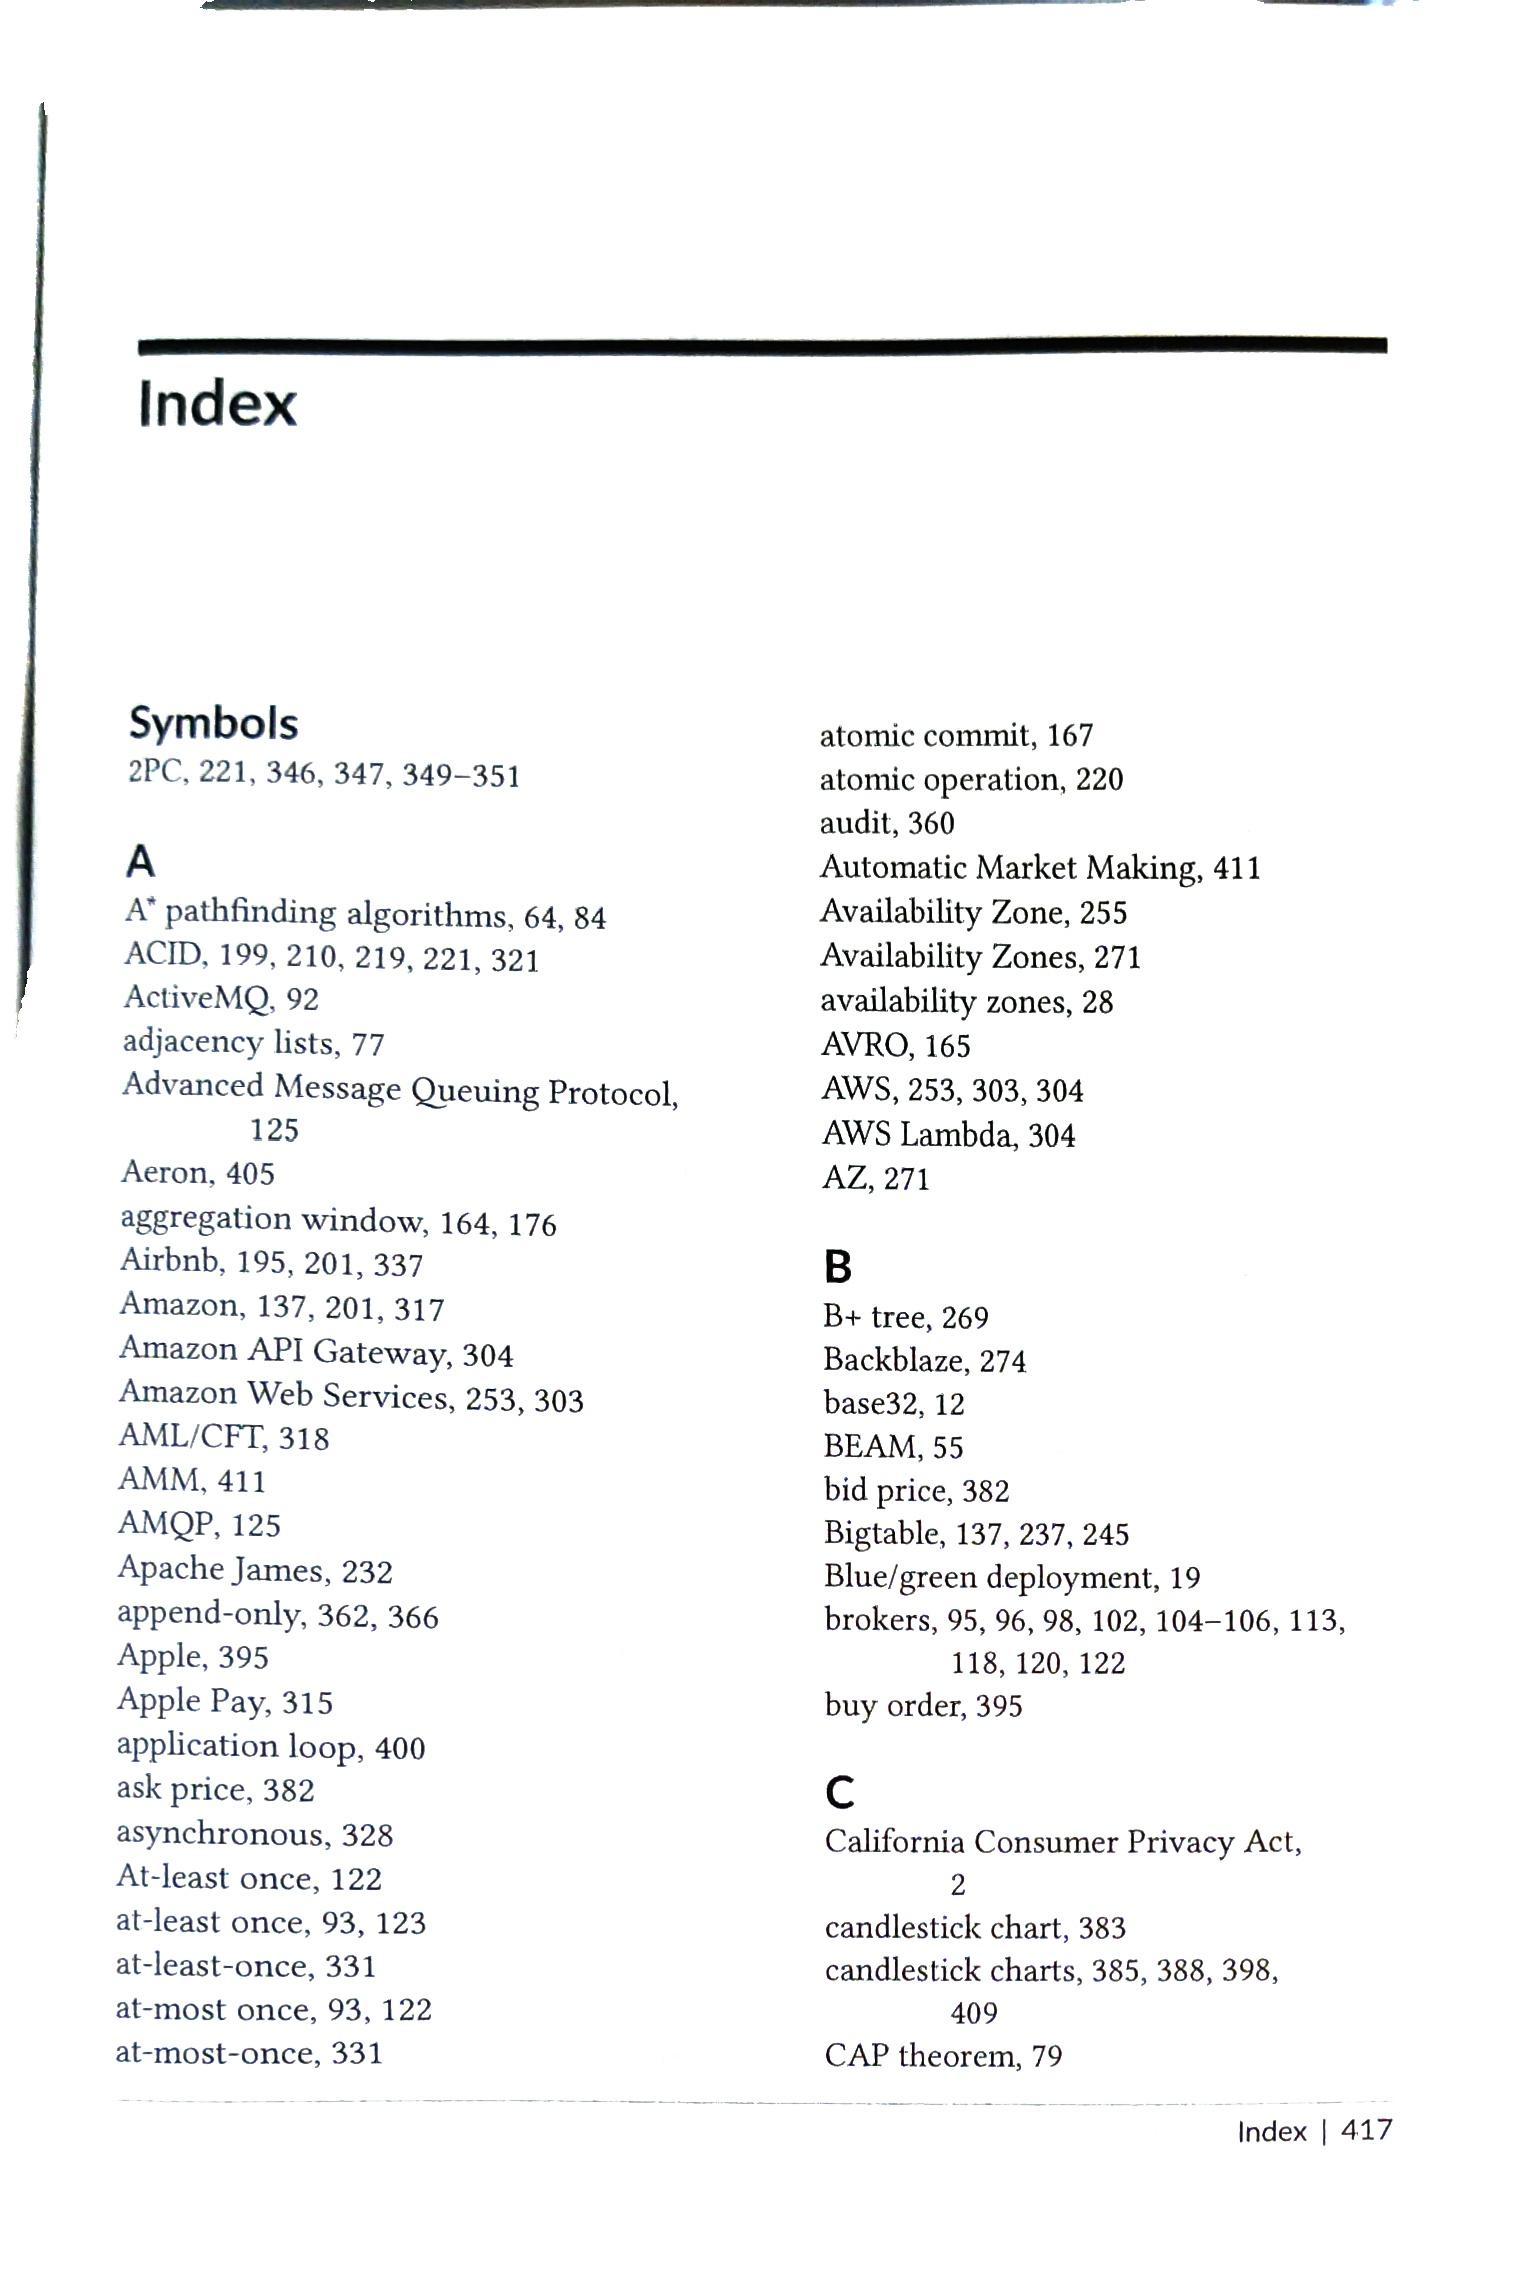 Index
Symbols
2PC, 221, 346, 347, 349–351
A
A* pathfinding algorithms, 64, 84
ACID, 199, 210, 219, 221, 321
ActiveMQ, 92
adjacency lists, 77
Advanced Message Queuing Protocol,
125
Aeron, 405
aggregation window, 164, 176
Airbnb, 195, 201, 337
Amazon, 137, 201, 317
Amazon API Gateway, 304
Amazon Web Services, 253, 303
AML/CFT, 318
AMM, 411
AMQP, 125
Apache James, 232
append-only, 362, 366
Apple, 395
Apple Pay, 315
application loop, 400
ask price, 382
asynchronous, 328
At-least once, 122
at-least once, 93, 123
at-least-once, 331
at-most once, 93, 122
at-most-once, 331
atomic commit, 167
atomic operation, 220
audit, 360
Automatic Market Making, 411
Availability Zone, 255
Availability Zones, 271
availability zones, 28
AVRO, 165
AWS, 253, 303, 304
AWS Lambda, 304
AZ, 271
B
B+ tree, 269
Backblaze, 274
base32, 12
BEAM, 55
bid price, 382
Bigtable, 137, 237, 245
Blue/green deployment, 19
brokers, 95, 96, 98, 102, 104–106, 113,
118, 120, 122
buy order, 395
C
California Consumer Privacy Act,
2
candlestick chart, 383
candlestick charts, 385, 388, 398,
409
CAP theorem, 79
Index | 417